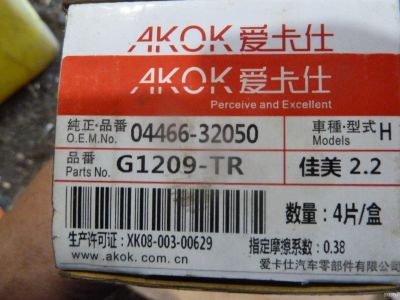 AKOK 爱卡仕
AKOK 爱卡仕
Perceive and Excellent
純正·品番
O.E.M.No. 04466-32050 車種·型式
Models H
品番
Parts No. G1209-TR 佳美 2.2
数量: 4片/盒
生产许可证: XK08-003-00629 指定摩擦系数: 0.38
www.akok.com.cn 爱卡仕汽车零部件有限公司